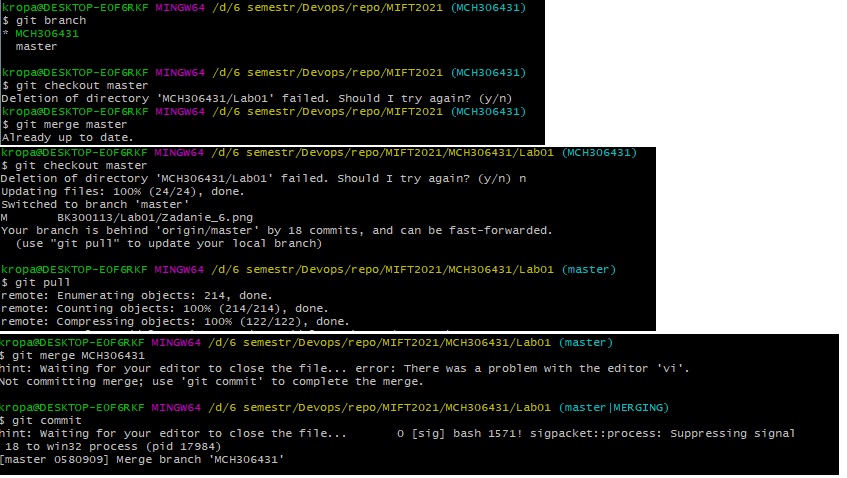 kropa@DESKTOP-E0F6RKF MINGW64 /d/6 semestr/Devops/repo/MIFT2021 (MCH306431)
$ git branch
* MCH306431
  master
kropa@DESKTOP-E0F6RKF MINGW64 /d/6 semestr/Devops/repo/MIFT2021 (MCH306431)
$ git checkout master
Deletion of directory 'MCH306431/Lab01' failed. Should I try again? (y/n)
kropa@DESKTOP-E0F6RKF MINGW64 /d/6 semestr/Devops/repo/MIFT2021 (MCH306431)
$ git merge master
Already up to date.
kropa@DESKTOP-E0F6RKF MINGW64 /d/6 semestr/Devops/repo/MIFT2021/MCH306431/Lab01 (MCH306431)
$ git checkout master
Deletion of directory 'MCH306431/Lab01' failed. Should I try again? (y/n) n
Updating files: 100% (24/24), done.
Switched to branch 'master'
M       BK300113/Lab01/Zadanie_6.png
Your branch is behind 'origin/master' by 18 commits, and can be fast-forwarded.
  (use "git pull" to update your local branch)
kropa@DESKTOP-E0F6RKF MINGW64 /d/6 semestr/Devops/repo/MIFT2021/MCH306431/Lab01 (master)
$ git pull
remote: Enumerating objects: 214, done.
remote: Counting objects: 100% (214/214), done.
remote: Compressing objects: 100% (122/122), done.
kropa@DESKTOP-E0F6RKF MINGW64 /d/6 semestr/Devops/repo/MIFT2021/MCH306431/Lab01 (master)
$ git merge MCH306431
hint: Waiting for your editor to close the file... error: There was a problem with the editor 'vi'.
Not committing merge; use 'git commit' to complete the merge.
kropa@DESKTOP-E0F6RKF MINGW64 /d/6 semestr/Devops/repo/MIFT2021/MCH306431/Lab01 (master|MERGING)
$ git commit
hint: Waiting for your editor to close the file...       0 [sig] bash 1571! sigpacket::process: Suppressing signal
 18 to win32 process (pid 17984)
[master 0580909] Merge branch 'MCH306431'